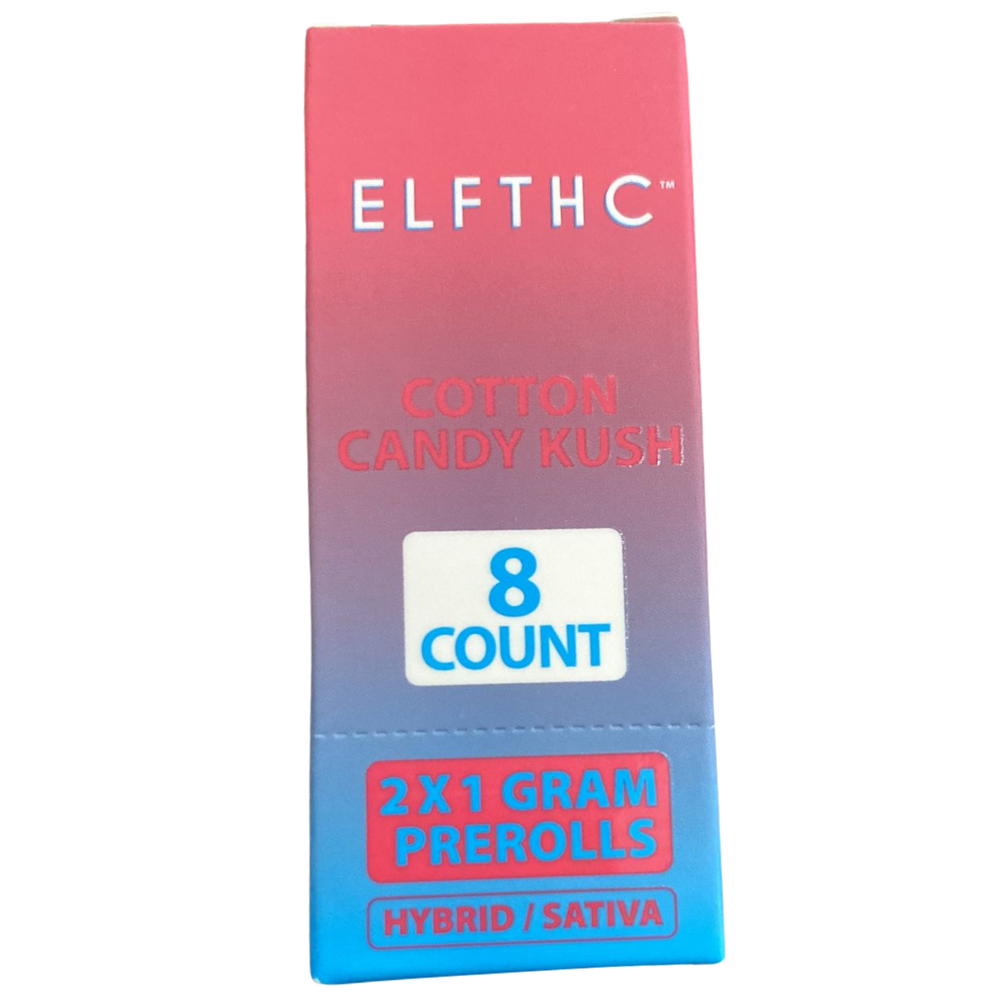 ELFTHC™
COTTON
CANDY KUSH
8
COUNT
2 X 1 GRAM
PREROLLS
HYBRID / SATIVA